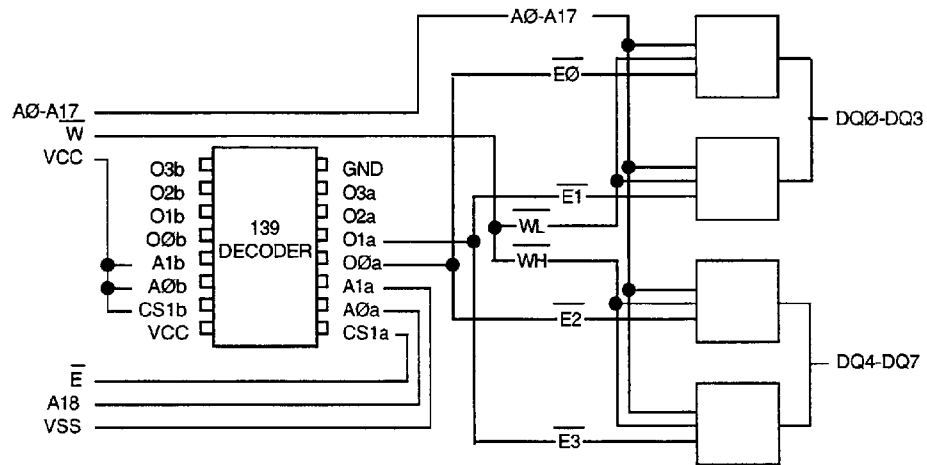 AØ-A17
EØ
AØ-A17
W
VCC
DQØ-DQ3
O3b
GND
O2b
O3a
E1
O1b
139
DECODER
O2a
WL
OØb
O1a
WH
A1b
OØa
AØb
A1a
CS1b
AØa
E2
VCC
CS1a
DQ4-DQ7
E
A18
VSS
E3